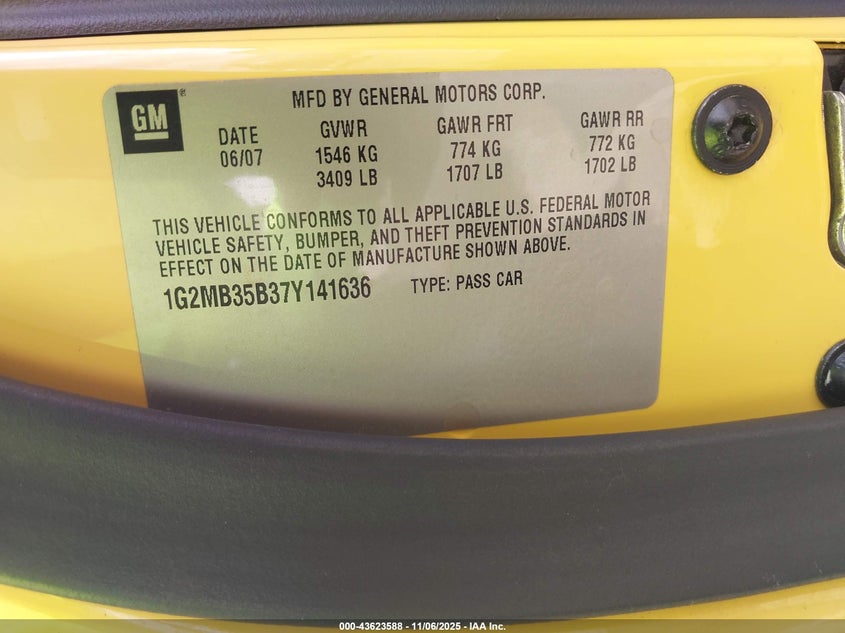 GM®
MFD BY GENERAL MOTORS CORP.
DATE GVWR GAWR FRT GAWR RR
06/07 1546 KG 774 KG 772 KG
3409 LB 1707 LB 1702 LB
THIS VEHICLE CONFORMS TO ALL APPLICABLE U.S. FEDERAL MOTOR
VEHICLE SAFETY, BUMPER, AND THEFT PREVENTION STANDARDS IN
EFFECT ON THE DATE OF MANUFACTURE SHOWN ABOVE.
1G2MB35B37Y141636 TYPE: PASS CAR
000-43623588 - 11/06/2025 - IAA Inc.